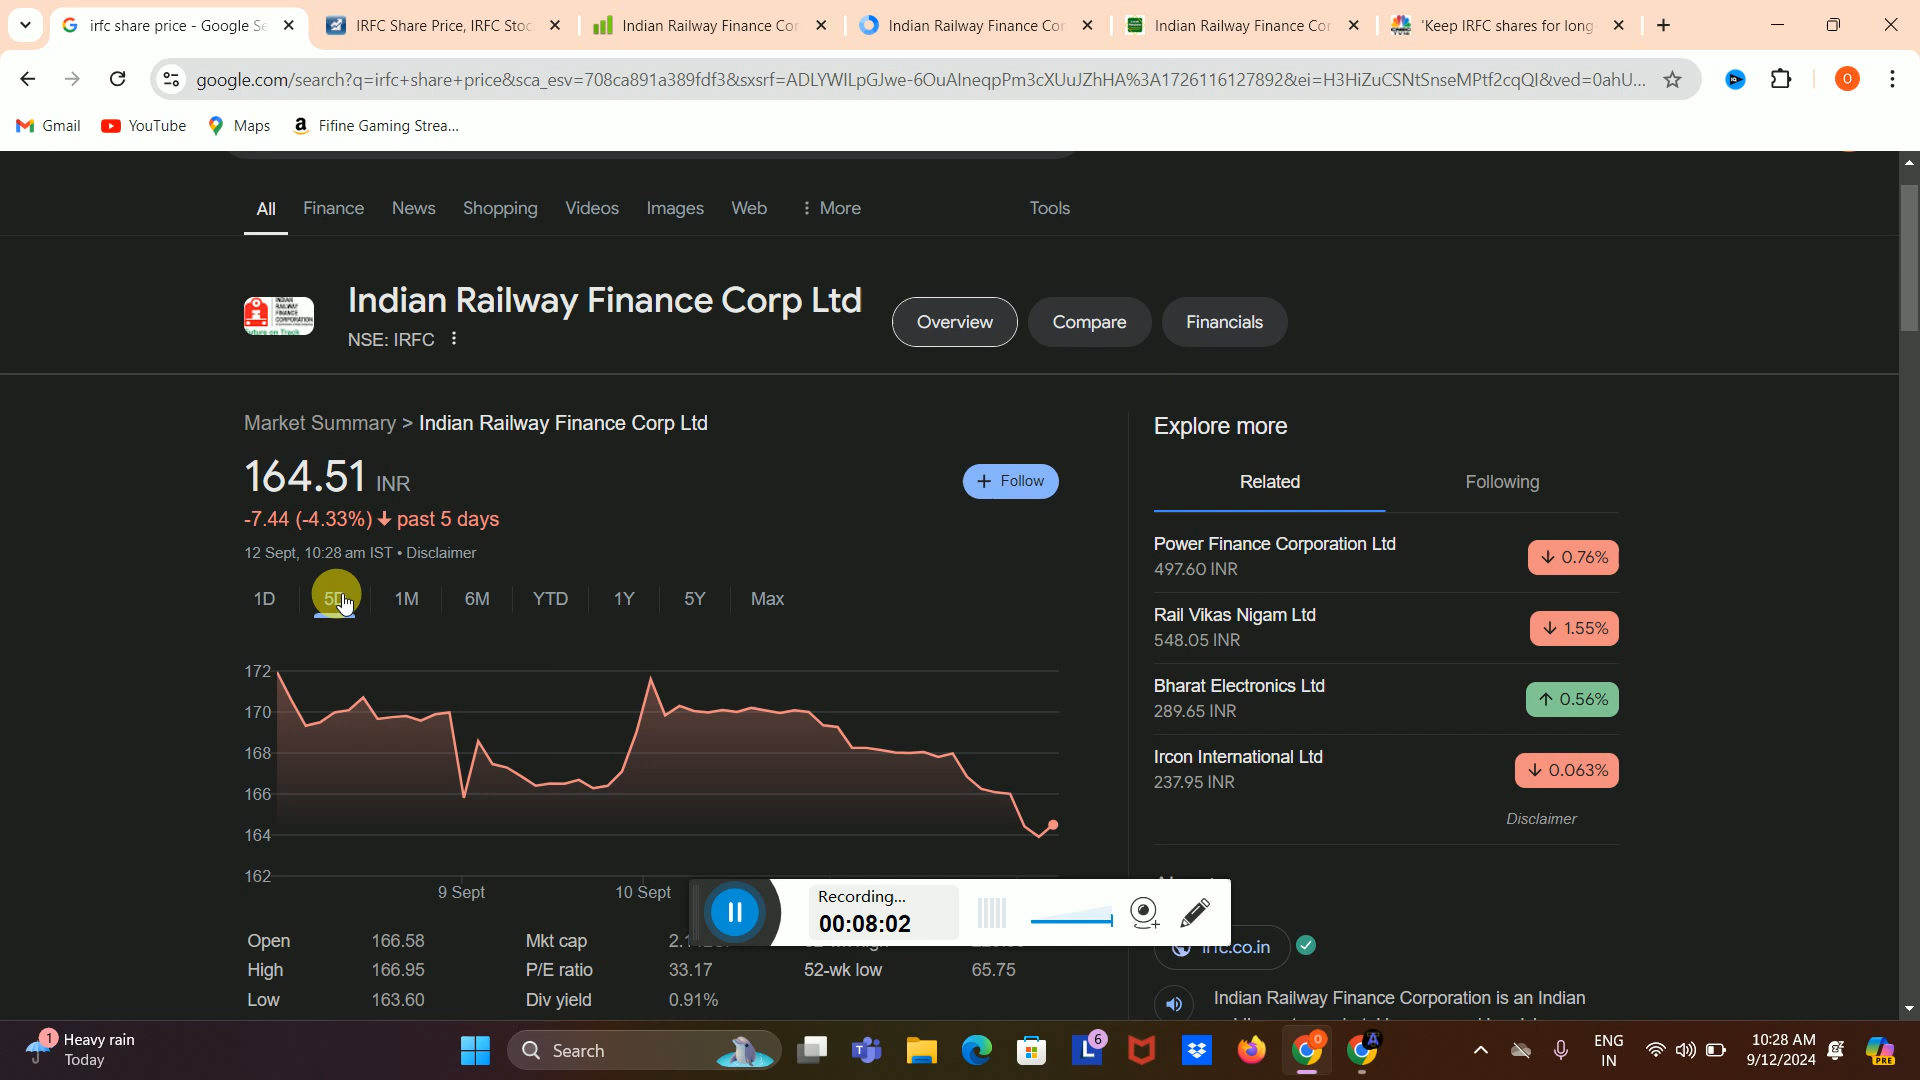 irfc share price - Google Se
IRFC Share Price, IRFC Stoc
Indian Railway Finance Cor
Indian Railway Finance Cor
Indian Railway Finance Cor
'Keep IRFC shares for long
google.com/search?q=irfc+share+price&sca_esv=708ca891a389fdf3&sxsrf=ADLYWILpGJwe-6OuAIneqpPm3cXUuJZhHA%3A1726116127892&ei=H3HiZuCSNtSnseMPtf2cqQI&ved=0ahU...
O
Gmail
YouTube
Maps
Fifine Gaming Strea...
All
Finance
News
Shopping
Videos
Images
Web
More
Tools
Indian Railway Finance Corp Ltd
NSE: IRFC
Overview
Compare
Financials
Market Summary > Indian Railway Finance Corp Ltd
164.51 INR
+ Follow
-7.44 (-4.33%) past 5 days
12 Sept, 10:28 am IST • Disclaimer
1D
5D
1M
6M
YTD
1Y
5Y
Max
172
170
168
166
164
162
9 Sept
10 Sept
Open 166.58
Mkt cap
High 166.95
P/E ratio 33.17
52-wk low 65.75
Low 163.60
Div yield 0.91%
Explore more
Related
Following
Power Finance Corporation Ltd
497.60 INR
0.76%
Rail Vikas Nigam Ltd
548.05 INR
1.55%
Bharat Electronics Ltd
289.65 INR
0.56%
Ircon International Ltd
237.95 INR
0.063%
Disclaimer
irfc.co.in
Indian Railway Finance Corporation is an Indian
Recording...
00:08:02
1
Heavy rain
Today
Search
6
0
A
ENG
IN
10:28 AM
9/12/2024
PRE